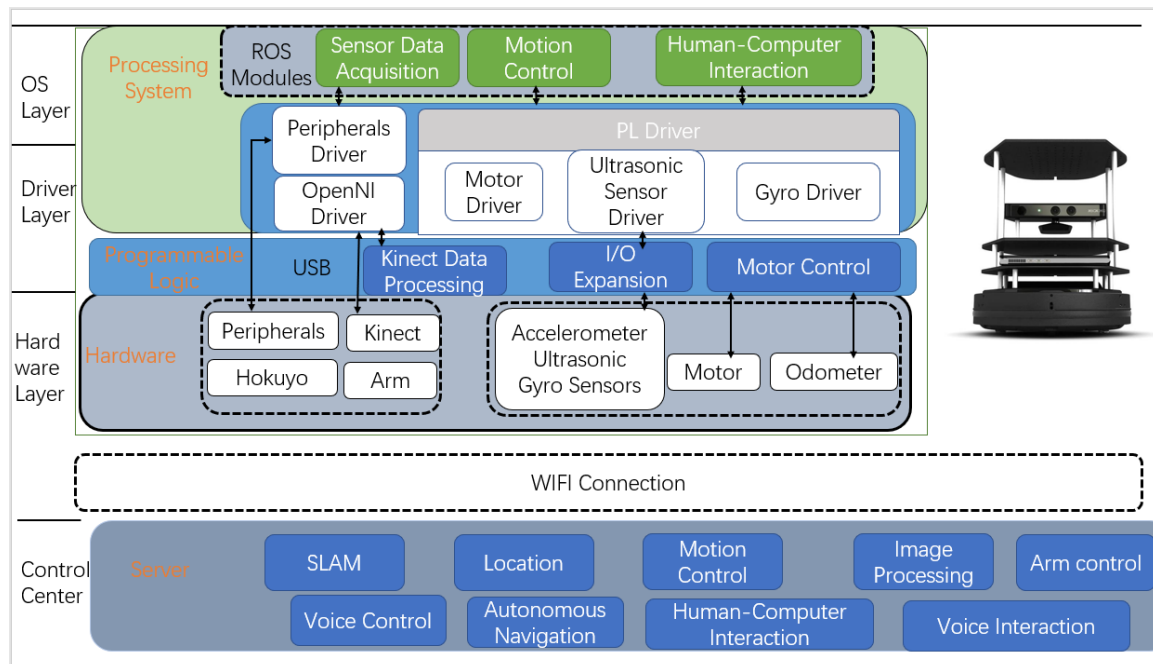 OS
Layer
Processing
System
ROS
Modules
Sensor Data
Acquisition
Motion
Control
Human-Computer
Interaction
Driver
Layer
Peripherals
Driver
OpenNI
Driver
PL Driver
Motor
Driver
Ultrasonic
Sensor
Driver
Gyro Driver
Programmable
Logic
USB
Kinect Data
Processing
I/O
Expansion
Motor Control
Hard
ware
Layer
Hardware
Peripherals
Kinect
Hokuyo
Arm
Accelerometer
Ultrasonic
Gyro Sensors
Motor
Odometer
WIFI Connection
Control
Center
Server
SLAM
Location
Motion
Control
Image
Processing
Arm control
Voice Control
Autonomous
Navigation
Human-Computer
Interaction
Voice Interaction